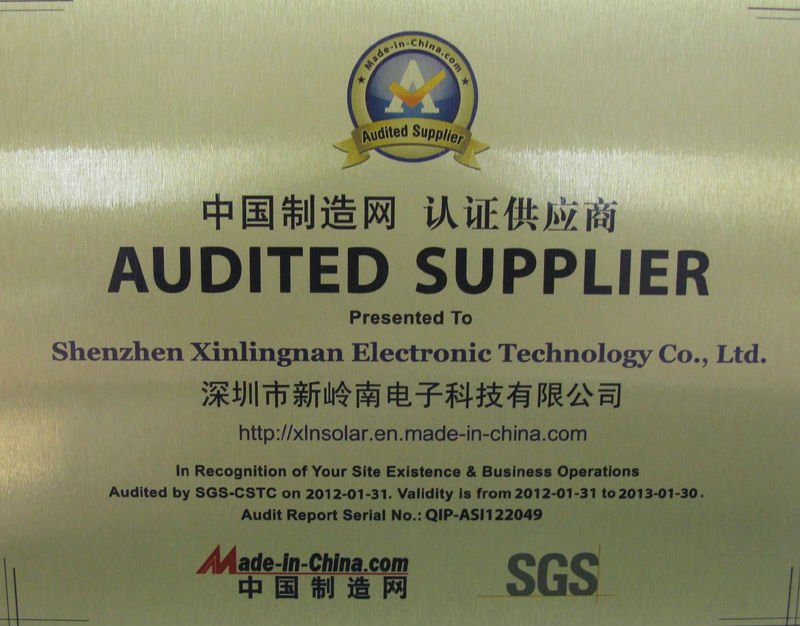 Made-in-China.com
Audited Supplier
中国制造网 认证供应商
AUDITED SUPPLIER
Presented To
Shenzhen Xinlingnan Electronic Technology Co., Ltd.
深圳市新岭南电子科技有限公司
http://xlnsolar.en.made-in-china.com
In Recognition of Your Site Existence & Business Operations
Audited by SGS-CSTC on 2012-01-31. Validity is from 2012-01-31 to 2013-01-30.
Audit Report Serial No.: QIP-ASI122049
Made-in-China.com
中国制造网
SGS